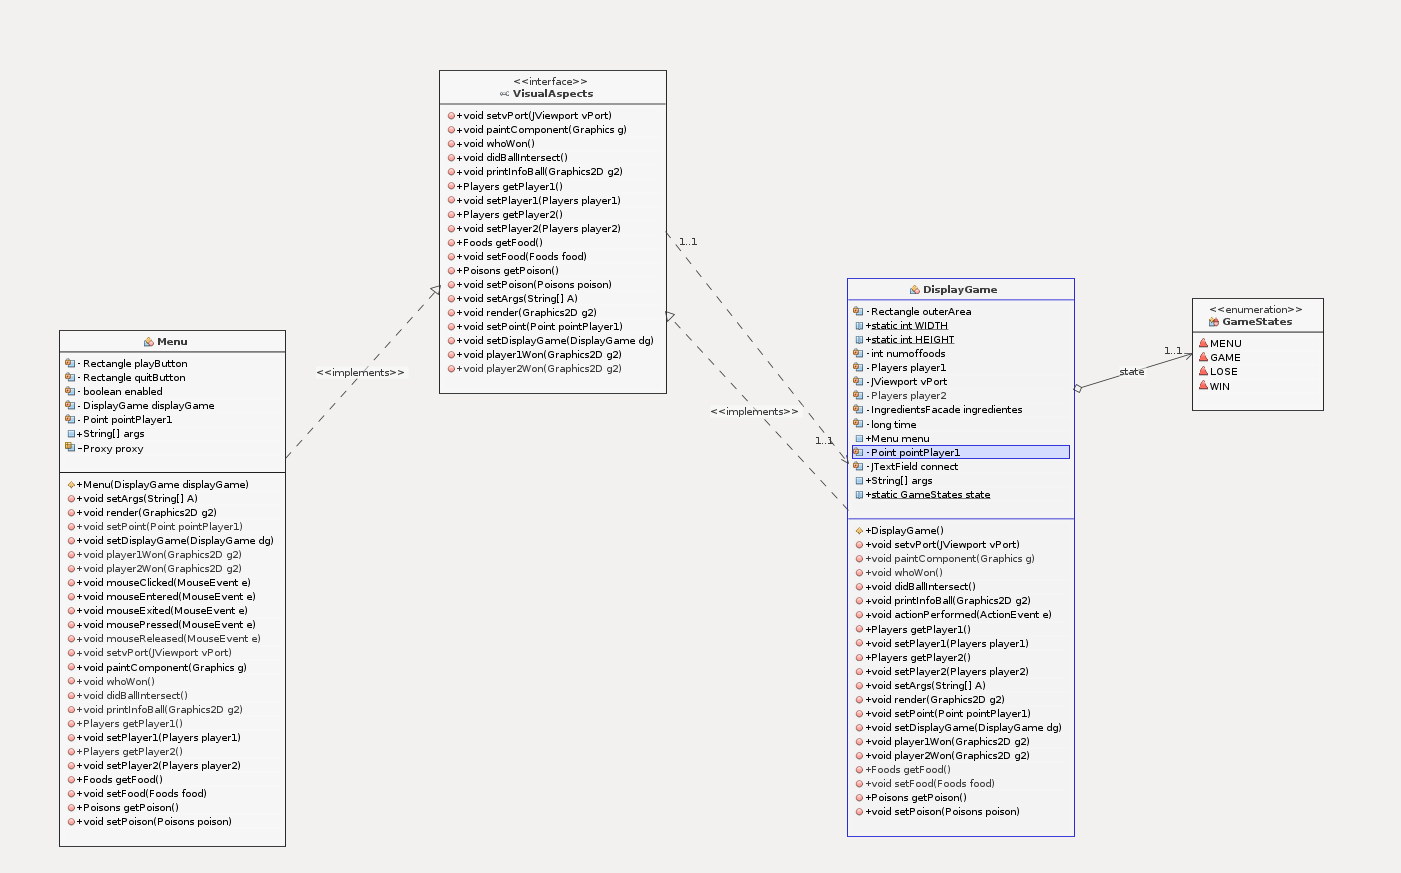 <<interface>>
VisualAspects
+void setvPort(JViewport vPort)
+void paintComponent(Graphics g)
+void whoWon()
+void didBallIntersect()
+void printInfoBall(Graphics2D g2)
+Players getPlayer1()
+void setPlayer1(Players player1)
+Players getPlayer2()
+void setPlayer2(Players player2)
+Foods getFood()
+void setFood(Foods food)
+Poisons getPoison()
+void setPoison(Poisons poison)
+void setArgs(String[] A)
+void render(Graphics2D g2)
+void setPoint(Point pointPlayer1)
+void setDisplayGame(DisplayGame dg)
+void player1Won(Graphics2D g2)
+void player2Won(Graphics2D g2)
Menu
- Rectangle playButton
- Rectangle quitButton
- boolean enabled
- DisplayGame displayGame
- Point pointPlayer1
+String[] args
-Proxy proxy
+Menu(DisplayGame displayGame)
+void setArgs(String[] A)
+void render(Graphics2D g2)
+void setPoint(Point pointPlayer1)
+void setDisplayGame(DisplayGame dg)
+void player1Won(Graphics2D g2)
+void player2Won(Graphics2D g2)
+void mouseClicked(MouseEvent e)
+void mouseEntered(MouseEvent e)
+void mouseExited(MouseEvent e)
+void mousePressed(MouseEvent e)
+void mouseReleased(MouseEvent e)
+void setvPort(JViewport vPort)
+void paintComponent(Graphics g)
+void whoWon()
+void didBallIntersect()
+void printInfoBall(Graphics2D g2)
+Players getPlayer1()
+void setPlayer1(Players player1)
+Players getPlayer2()
+void setPlayer2(Players player2)
+Foods getFood()
+void setFood(Foods food)
+Poisons getPoison()
+void setPoison(Poisons poison)
<<implements>>
1..1
<<implements>>
1..1
DisplayGame
- Rectangle outerArea
+static int WIDTH
+static int HEIGHT
- int numoffoods
- Players player1
- JViewport vPort
- Players player2
- IngredientsFacade ingredientes
- long time
+Menu menu
- Point pointPlayer1
- JTextField connect
+String[] args
+static GameStates state
+DisplayGame()
+void setvPort(JViewport vPort)
+void paintComponent(Graphics g)
+void whoWon()
+void didBallIntersect()
+void printInfoBall(Graphics2D g2)
+void actionPerformed(ActionEvent e)
+Players getPlayer1()
+void setPlayer1(Players player1)
+Players getPlayer2()
+void setPlayer2(Players player2)
+void setArgs(String[] A)
+void render(Graphics2D g2)
+void setPoint(Point pointPlayer1)
+void setDisplayGame(DisplayGame dg)
+void player1Won(Graphics2D g2)
+void player2Won(Graphics2D g2)
+Foods getFood()
+void setFood(Foods food)
+Poisons getPoison()
+void setPoison(Poisons poison)
1..1
state
<<enumeration>>
GameStates
MENU
GAME
LOSE
WIN